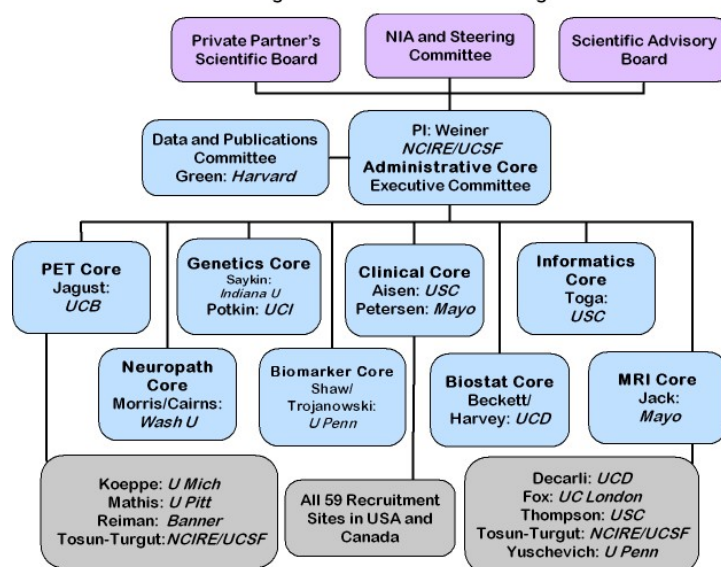 Private Partner's
Scientific Board
NIA and Steering
Committee
Scientific Advisory
Board
Data and Publications
Committee
Green: Harvard
PI: Weiner
NCIRE/UCSF
Administrative Core
Executive Committee
PET Core
Jagust:
UCB
Genetics Core
Saykin:
Indiana U
Potkin: UCI
Clinical Core
Aisen: USC
Petersen: Mayo
Informatics
Core
Toga:
USC
Neuropath
Core
Morris/Cairns:
Wash U
Biomarker Core
Shaw/
Trojanowski:
U Penn
Biostat Core
Beckett/
Harvey: UCD
MRI Core
Jack:
Mayo
Koeppe: U Mich
Mathis: U Pitt
Reiman: Banner
Tosun-Turgut:NCIRE/UCSF
All 59 Recruitment
Sites in USA and
Canada
Decarli: UCD
Fox: UC London
Thompson: USC
Tosun-Turgut: NCIRE/UCSF
Yuschevich: U Penn